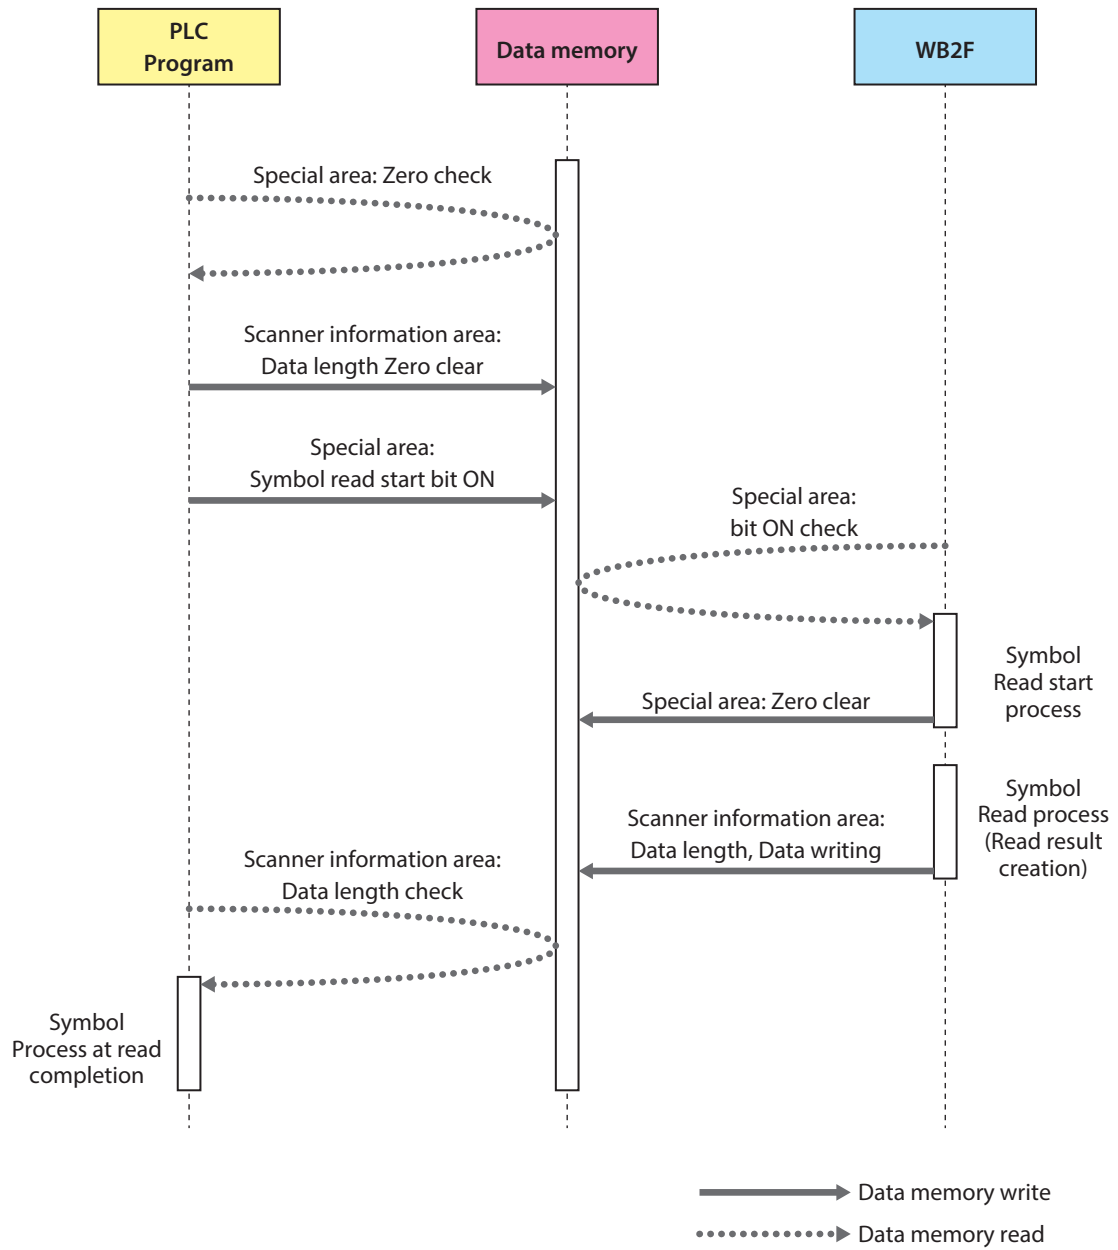 PLC
Program
Data memory
WB2F
Special area: Zero check
Scanner information area:
Data length Zero clear
Special area:
Symbol read start bit ON
Special area:
bit ON check
Symbol
Read start
process
Special area: Zero clear
Symbol
Read process
(Read result
creation)
Scanner information area:
Data length, Data writing
Scanner information area:
Data length check
Symbol
Process at read
completion
Data memory write
Data memory read